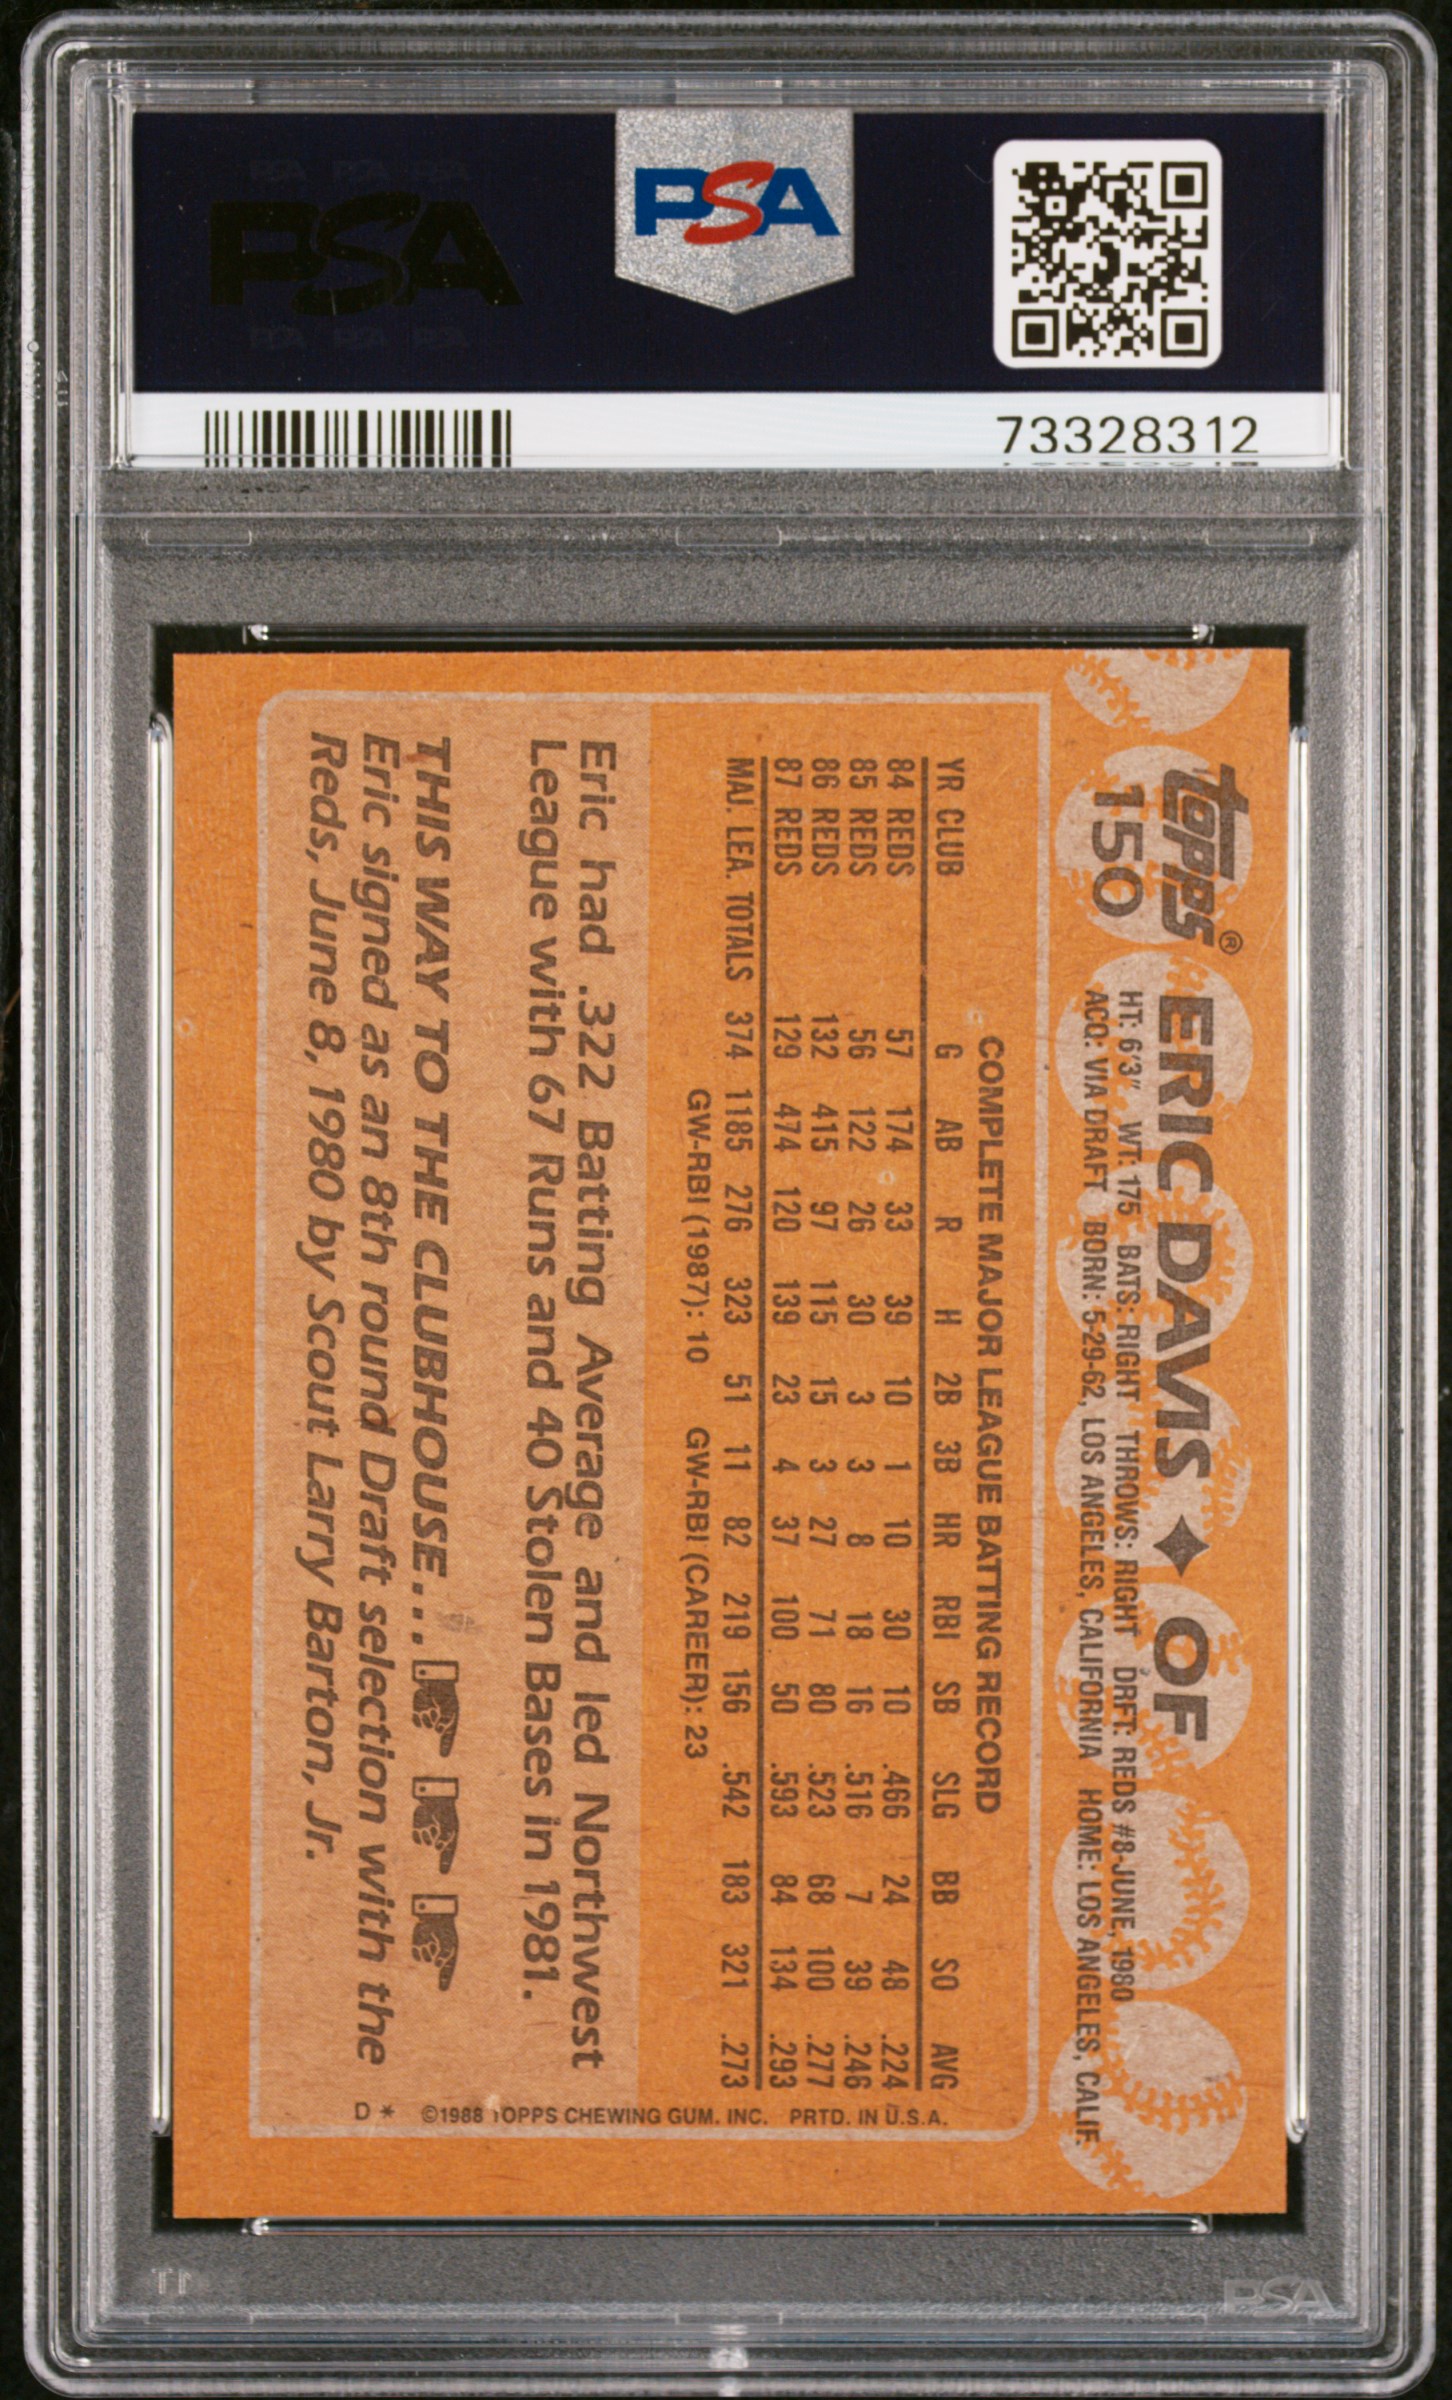 PSA
PSA
73328312
topps®
150
ERIC DAVIS ✦ OF
HT: 6'3" WT: 175 BATS: RIGHT THROWS: RIGHT DRFT: REDS #8-JUNE, 1980
ACQ: VIA DRAFT BORN: 5-29-62, LOS ANGELES, CALIFORNIA HOME: LOS ANGELES, CALIF.
COMPLETE MAJOR LEAGUE BATTING RECORD
YR CLUB G AB R H 2B 3B HR RBI SB SLG BB SO AVG
84 REDS 57 174 33 39 10 1 10 30 10 .466 24 48 .224
85 REDS 56 122 26 30 3 3 8 18 16 .516 7 39 .246
86 REDS 132 415 97 115 15 3 27 71 80 .523 68 100 .277
87 REDS 129 474 120 139 23 4 37 100 50 .593 84 134 .293
MAJ. LEA. TOTALS 374 1185 276 323 51 11 82 219 156 .542 183 321 .273
GW-RBI (1987): 10 GW-RBI (CAREER): 23
Eric had .322 Batting Average and led Northwest
League with 67 Runs and 40 Stolen Bases in 1981.
THIS WAY TO THE CLUBHOUSE...
Eric signed as an 8th round Draft selection with the
Reds, June 8, 1980 by Scout Larry Barton, Jr.
D* ©1988 TOPPS CHEWING GUM. INC. PRTD. IN U.S.A.
PSA